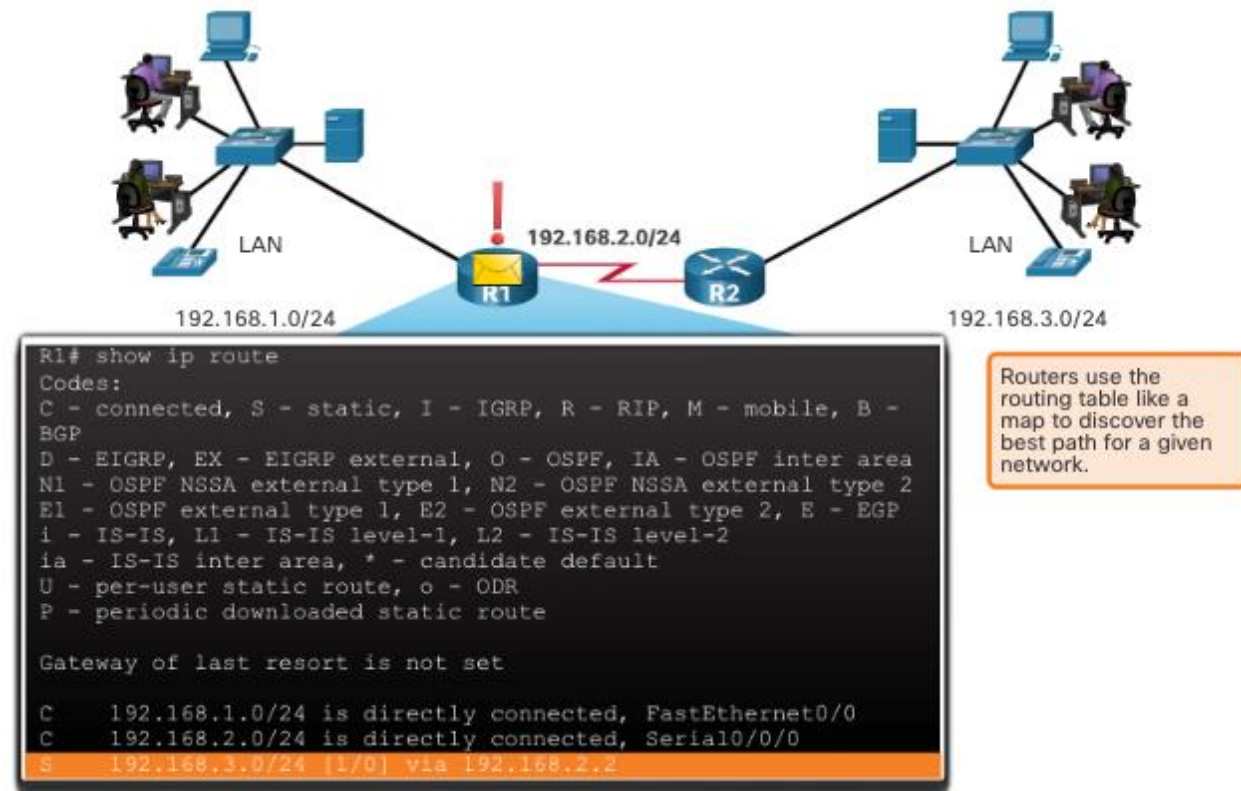 LAN
192.168.1.0/24
R1
192.168.2.0/24
R2
LAN
192.168.3.0/24
R1# show ip route
Codes:
C - connected, S - static, I - IGRP, R - RIP, M - mobile, B -
BGP
D - EIGRP, EX - EIGRP external, O - OSPF, IA - OSPF inter area
N1 - OSPF NSSA external type 1, N2 - OSPF NSSA external type 2
E1 - OSPF external type 1, E2 - OSPF external type 2, E - EGP
i - IS-IS, L1 - IS-IS level-1, L2 - IS-IS level-2
ia - IS-IS inter area, * - candidate default
U - per-user static route, o - ODR
P - periodic downloaded static route
Gateway of last resort is not set
C 192.168.1.0/24 is directly connected, FastEthernet0/0
C 192.168.2.0/24 is directly connected, Serial0/0/0
S 192.168.3.0/24 [1/0] via 192.168.2.2
Routers use the
routing table like a
map to discover the
best path for a given
network.